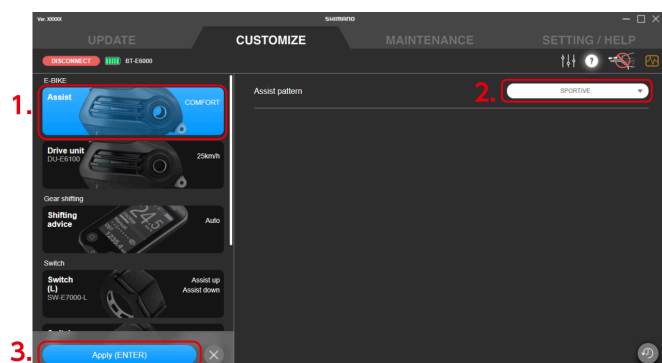 Ver. XXXXX
SHIMANO
UPDATE
CUSTOMIZE
MAINTENANCE
SETTING / HELP
DISCONNECT
BT-E6000
?
E-BIKE
1.
Assist
COMFORT
Assist pattern
2.
SPORTIVE
Drive unit
DU-E6100
25km/h
Gear shifting
Shifting
advice
Auto
Switch
Switch
(L)
SW-E7000-L
Assist up
Assist down
3.
Apply (ENTER)